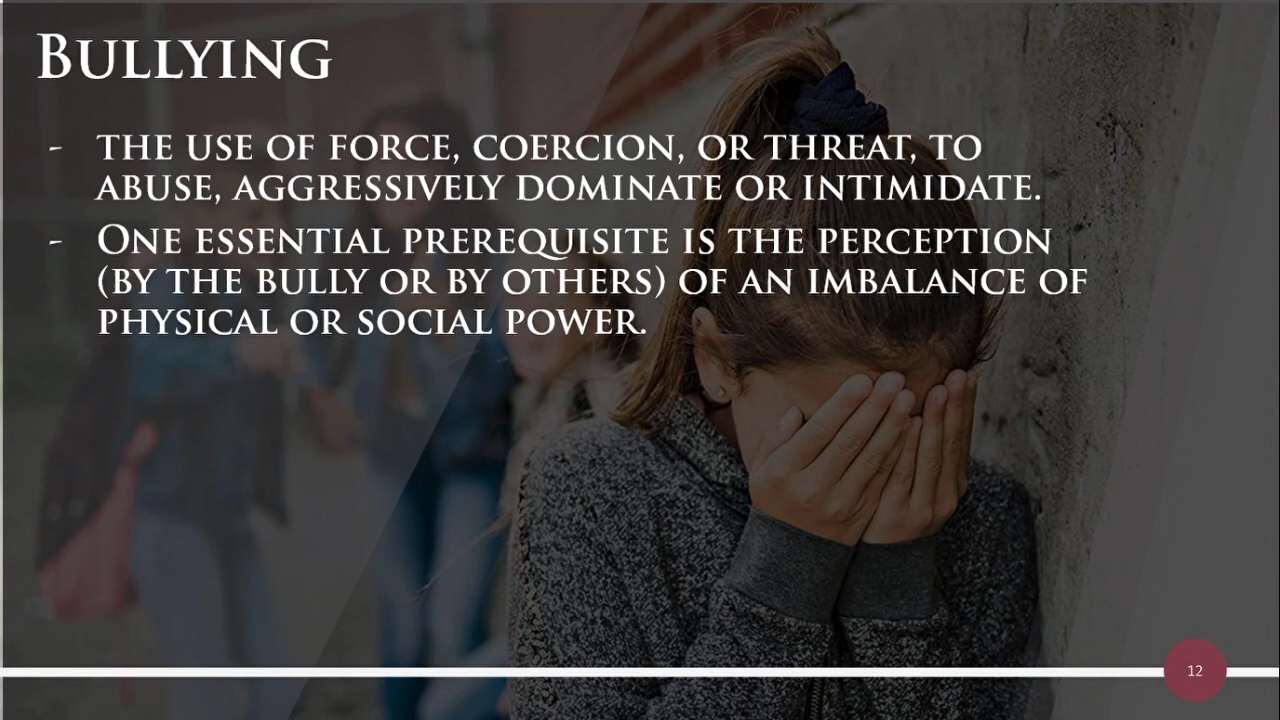 Bullying
- the use of force, coercion, or threat, to
abuse, aggressively dominate or intimidate.
- One essential prerequisite is the perception
(by the bully or by others) of an imbalance of
physical or social power.
12